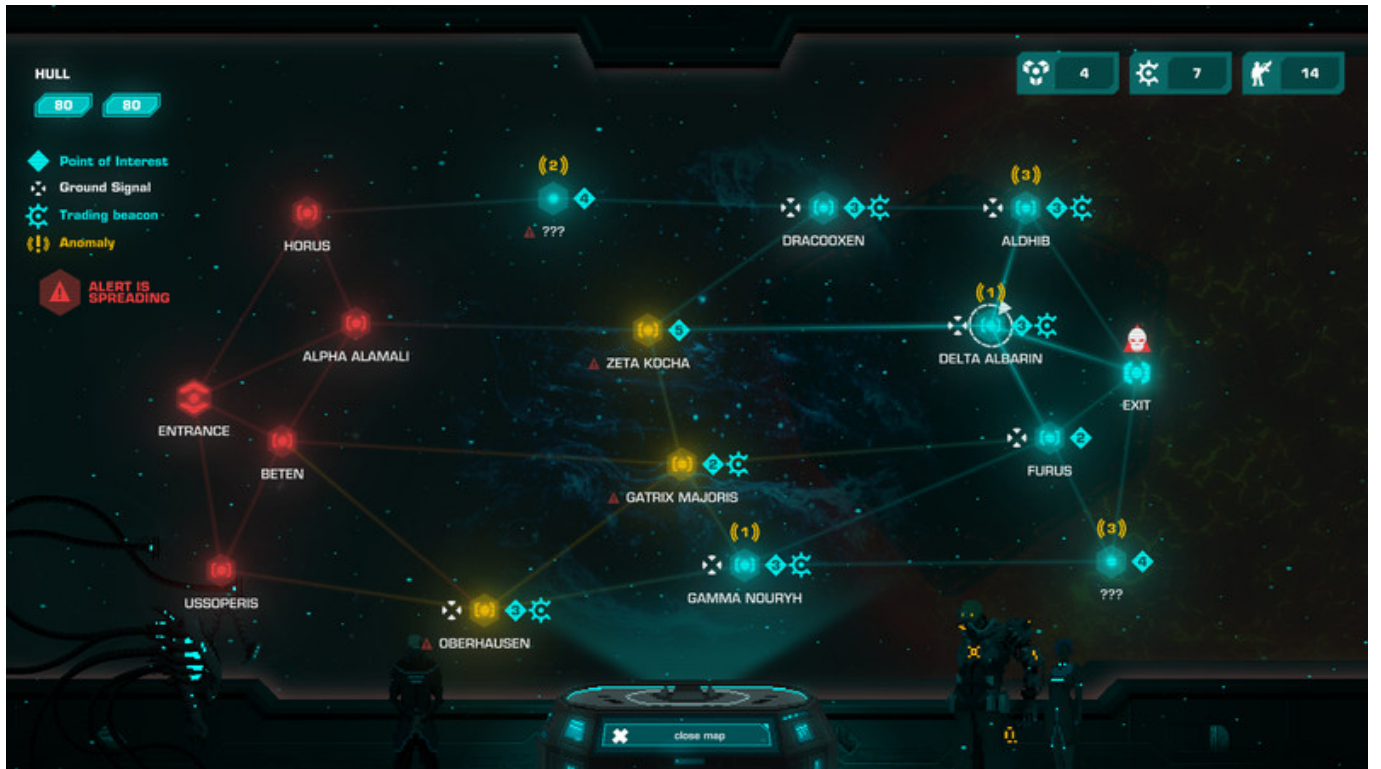 HULL
80 80
4 7 14
Point of Interest
Ground Signal
Trading beacon
(!) Anomaly
ALERT IS
SPREADING
(2)
4
???
HORUS
3
DRACOOXEN
(3)
3
ALDHIB
ALPHA ALAMALI
5
ZETA KOCHA
(1)
3
DELTA ALBARIN
EXIT
ENTRANCE
BETEN
2
GATRIX MAJORIS
2
FURUS
USSOPERIS
3
OBERHAUSEN
(1)
3
GAMMA NOURYH
(3)
4
???
close map